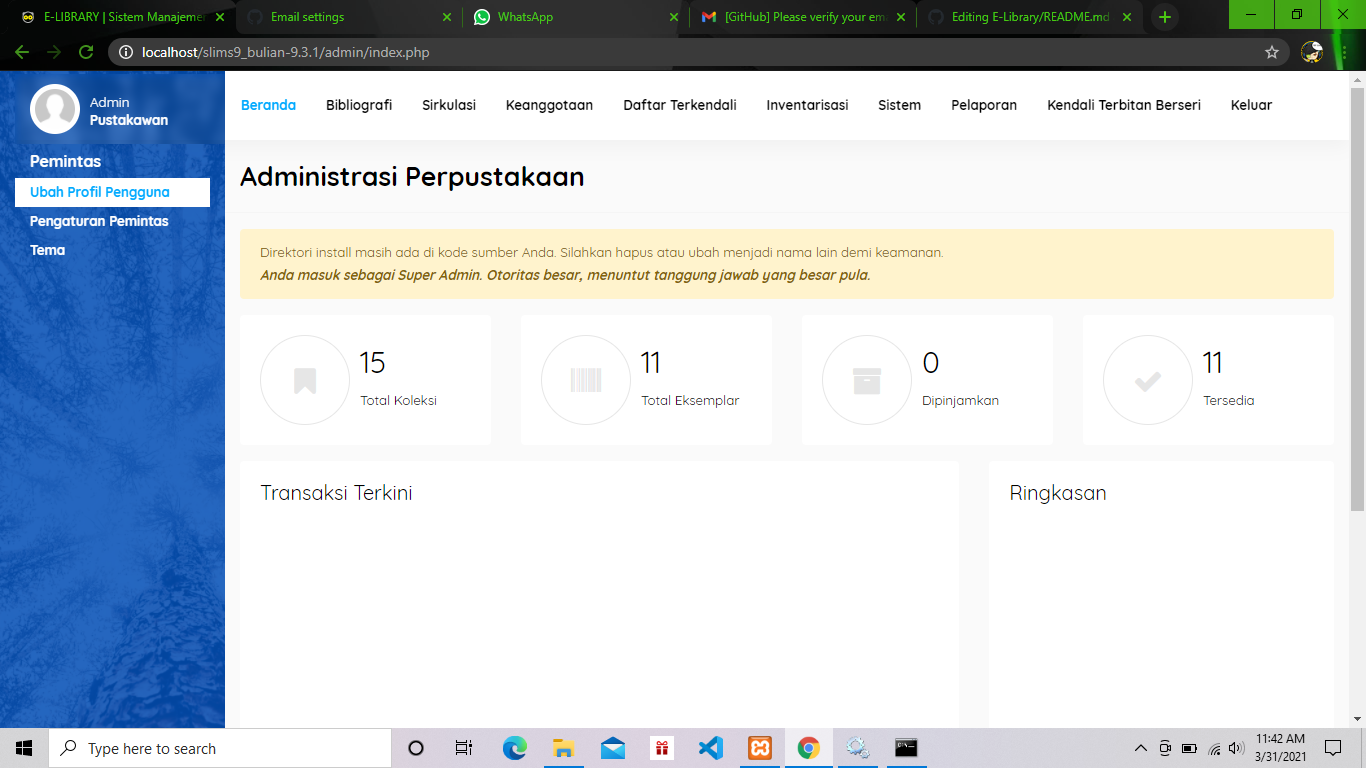 E-LIBRARY | Sistem Manajemen
Email settings
WhatsApp
[GitHub] Please verify your ema
Editing E-Library/README.md
localhost/slims9_bulian-9.3.1/admin/index.php
Admin
Pustakawan
Pemintas
Ubah Profil Pengguna
Pengaturan Pemintas
Tema
Beranda Bibliografi Sirkulasi Keanggotaan Daftar Terkendali Inventarisasi Sistem Pelaporan Kendali Terbitan Berseri Keluar
Administrasi Perpustakaan
Direktori install masih ada di kode sumber Anda. Silahkan hapus atau ubah menjadi nama lain demi keamanan.
Anda masuk sebagai Super Admin. Otoritas besar, menuntut tanggung jawab yang besar pula.
15
Total Koleksi
11
Total Eksemplar
0
Dipinjamkan
11
Tersedia
Transaksi Terkini
Ringkasan
Type here to search
11:42 AM
3/31/2021